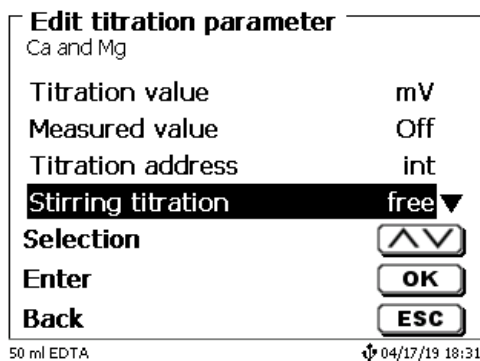 Edit titration parameter
Ca and Mg
Titration value mV
Measured value Off
Titration address int
Stirring titration free
Selection
Enter OK
Back ESC
50 ml EDTA 04/17/19 18:31